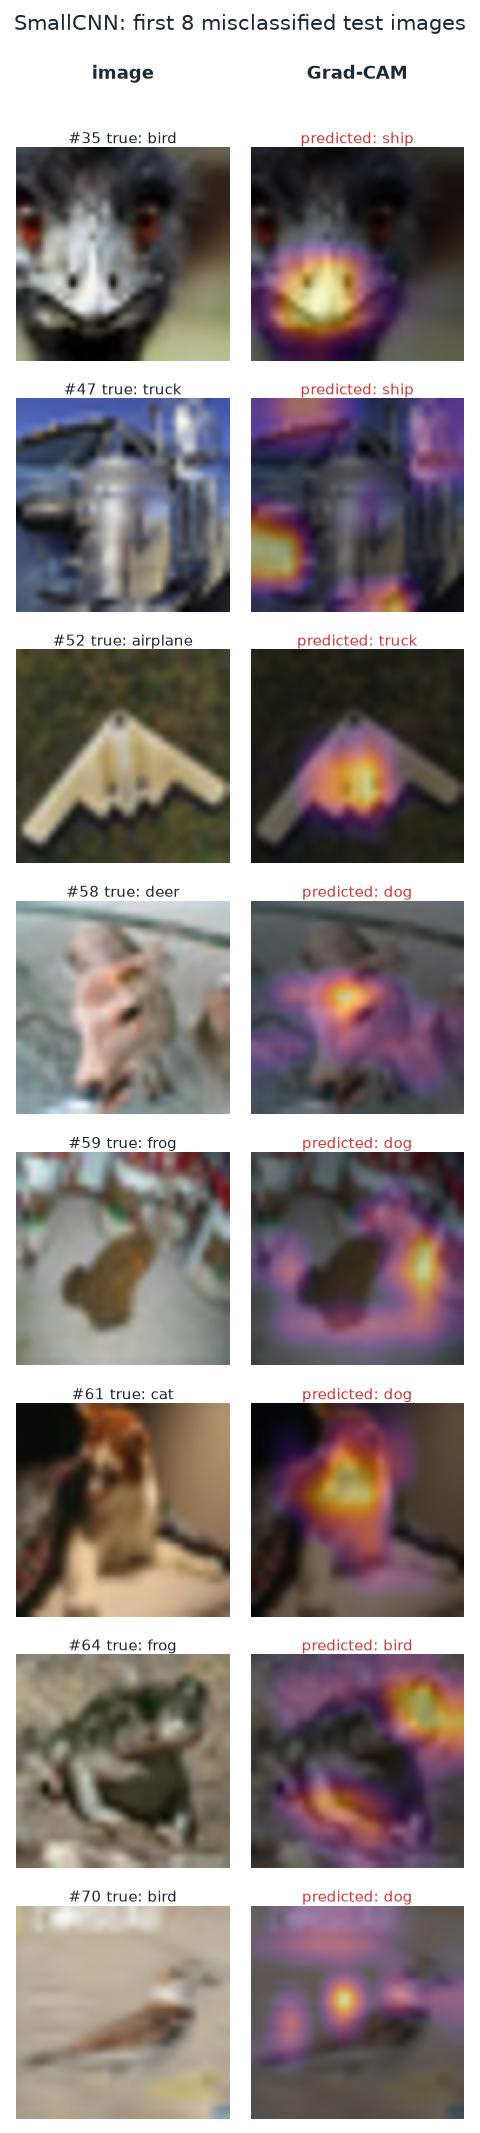 SmallCNN: first 8 misclassified test images
image Grad-CAM
#35 true: bird predicted: ship
#47 true: truck predicted: ship
#52 true: airplane predicted: truck
#58 true: deer predicted: dog
#59 true: frog predicted: dog
#61 true: cat predicted: dog
#64 true: frog predicted: bird
#70 true: bird predicted: dog